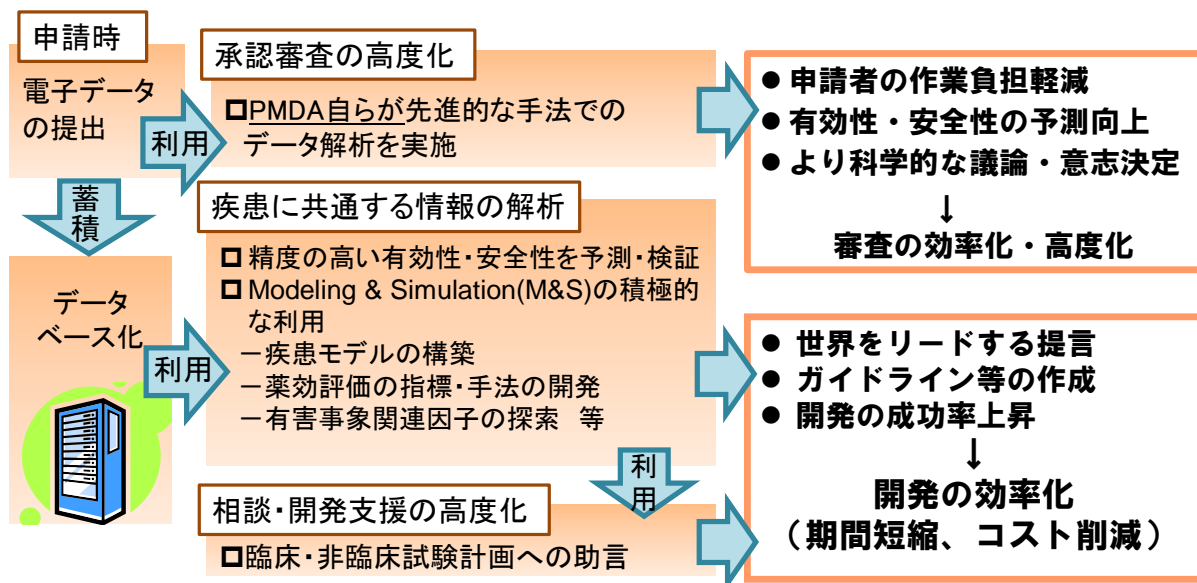 申請時
電子データ
の提出
利用
蓄積
データ
ベース化
利用
承認審査の高度化
□PMDA自らが先進的な手法での
データ解析を実施
疾患に共通する情報の解析
□精度の高い有効性・安全性を予測・検証
□Modeling & Simulation(M&S)の積極的
な利用
－疾患モデルの構築
－薬効評価の指標・手法の開発
－有害事象関連因子の探索　等
利
用
相談・開発支援の高度化
□臨床・非臨床試験計画への助言
● 申請者の作業負担軽減
● 有効性・安全性の予測向上
● より科学的な議論・意志決定
↓
審査の効率化・高度化
● 世界をリードする提言
● ガイドライン等の作成
● 開発の成功率上昇
↓
開発の効率化
（期間短縮、コスト削減）